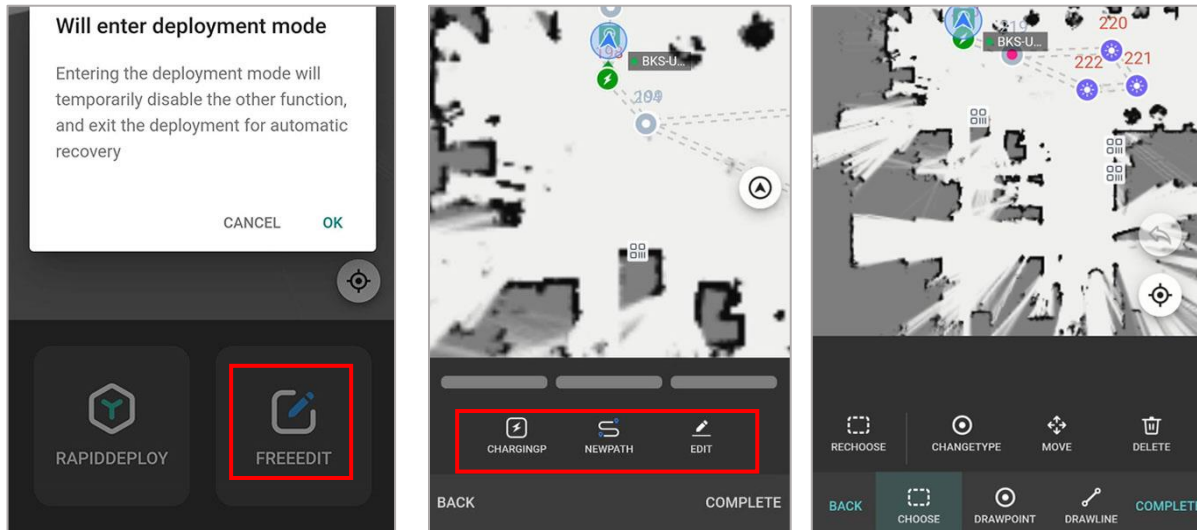 Will enter deployment mode
Entering the deployment mode will
temporarily disable the other function,
and exit the deployment for automatic
recovery
CANCEL OK
RAPIDDEPLOY FREEEDIT
BKS-U...
CHARGINGP NEWPATH EDIT
BACK COMPLETE
219
220
BKS-U...
222 221
RECHOOSE CHANGETYPE MOVE DELETE
BACK CHOOSE DRAWPOINT DRAWLINE COMPLETE